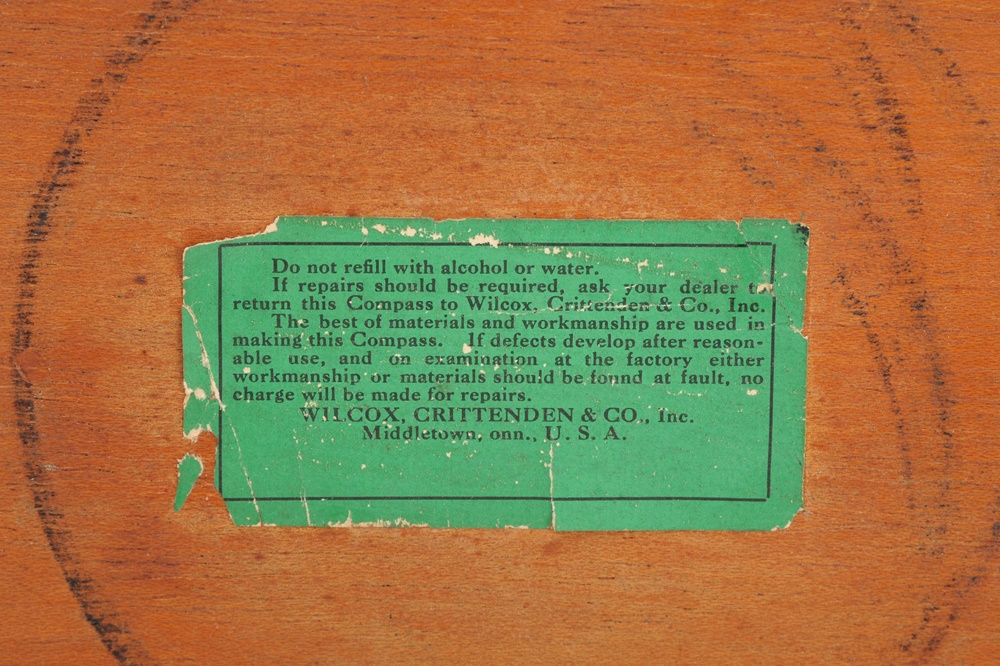 Do not refill with alcohol or water.
If repairs should be required, ask your dealer to
return this Compass to Wilcox, Crittenden & Co., Inc.
The best of materials and workmanship are used in
making this Compass. If defects develop after reason-
able use, and on examination at the factory either
workmanship or materials should be found at fault, no
charge will be made for repairs.
WILCOX, CRITTENDEN & CO., Inc.
Middletown, onn., U. S. A.